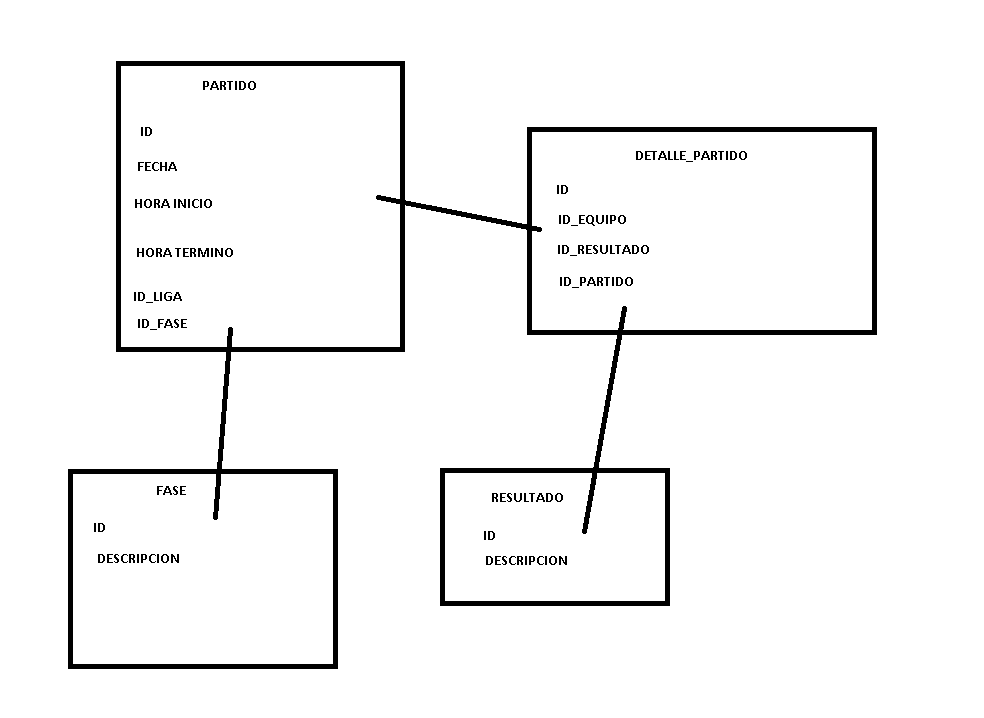 PARTIDO
ID
FECHA
HORA INICIO
HORA TERMINO
ID_LIGA
ID_FASE
DETALLE_PARTIDO
ID
ID_EQUIPO
ID_RESULTADO
ID_PARTIDO
FASE
ID
DESCRIPCION
RESULTADO
ID
DESCRIPCION